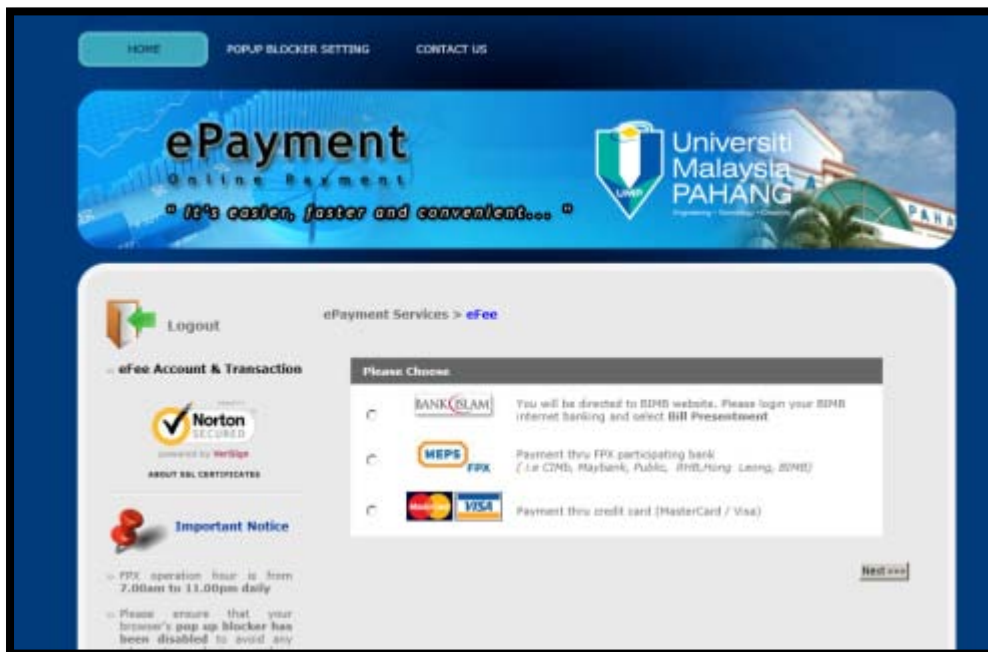 HOME POPUP BLOCKER SETTING CONTACT US
ePayment
Online Payment
" It's easier, faster and convenient... "
Universiti
Malaysia
PAHANG
Engineering • Technology • Creativity
UMP
PAHA
Logout
eFee Account & Transaction
Norton
SECURED
powered by VeriSign
ABOUT SSL CERTIFICATES
Important Notice
FPX operation hour is from
7.00am to 11.00pm daily
Please ensure that your
browser's pop up blocker has
been disabled to avoid any
ePayment Services > eFee
Please Choose
BANK ISLAM
You will be directed to BIMB website. Please login your BIMB
internet banking and select Bill Presentment
MEPS
FPX
Payment thru FPX participating bank
( i.e CIMb, Maybank, Public, RHB,Hong Leong, BIMB)
MasterCard VISA
Payment thru credit card (MasterCard / Visa)
Next >>>